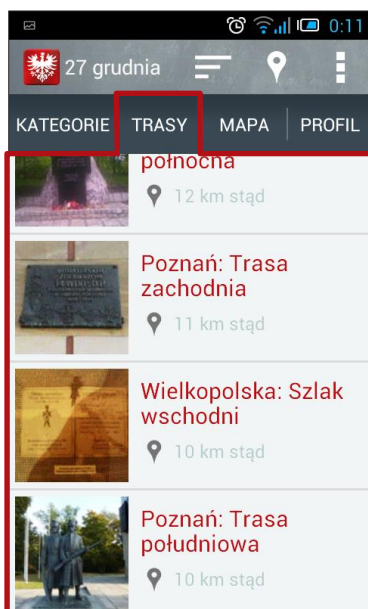 0:11
27 grudnia
KATEGORIE TRASY MAPA PROFIL
północna
12 km stąd
Poznań: Trasa
zachodnia
11 km stąd
Wielkopolska: Szlak
wschodni
10 km stąd
Poznań: Trasa
południowa
10 km stąd